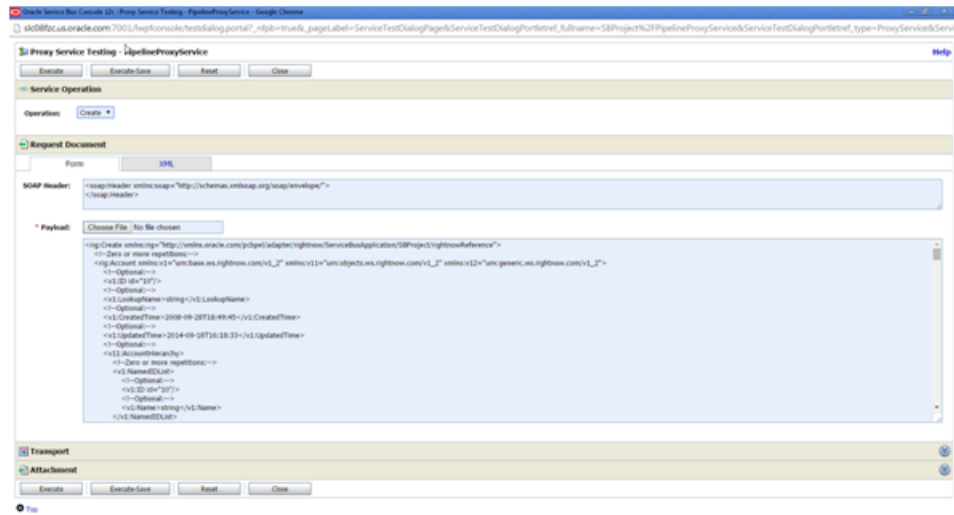 Oracle Service Bus Console 12c : Proxy Service Testing - PipelineProxyService - Google Chrome
slc08fzc.us.oracle.com:7001/lwpfconsole/testdialog.portal?_nfpb=true&_pageLabel=ServiceTestDialogPage&ServiceTestDialogPortletref_fullname=SBProject%2FPipelineProxyService&ServiceTestDialogPortletref_type=ProxyService&Servi
Proxy Service Testing - PipelineProxyService
Help
Execute Execute-Save Reset Close
Service Operation
Operation: Create
Request Document
Form XML
SOAP Header: <soap:Header xmlns:soap="http://schemas.xmlsoap.org/soap/envelope/">
</soap:Header>
* Payload: Choose File No file chosen
<rig:Create xmlns:rig="http://xmlns.oracle.com/pcbpel/adapter/rightnow/ServiceBusApplication/SBProject/rightnowReference">
<!--Zero or more repetitions:-->
<rig:Account xmlns:v1="urn:base.ws.rightnow.com/v1_2" xmlns:v11="urn:objects.ws.rightnow.com/v1_2" xmlns:v12="urn:generic.ws.rightnow.com/v1_2">
<!--Optional:-->
<v1:ID id="10"/>
<!--Optional:-->
<v1:LookupName>string</v1:LookupName>
<!--Optional:-->
<v1:CreatedTime>2008-09-28T18:49:45</v1:CreatedTime>
<!--Optional:-->
<v1:UpdatedTime>2014-09-18T16:18:33</v1:UpdatedTime>
<!--Optional:-->
<v11:AccountHierarchy>
<!--Zero or more repetitions:-->
<v1:NamedIDList>
<!--Optional:-->
<v1:ID id="10"/>
<!--Optional:-->
<v1:Name>string</v1:Name>
</v1:NamedIDList>
Transport
Attachment
Execute Execute-Save Reset Close
Top